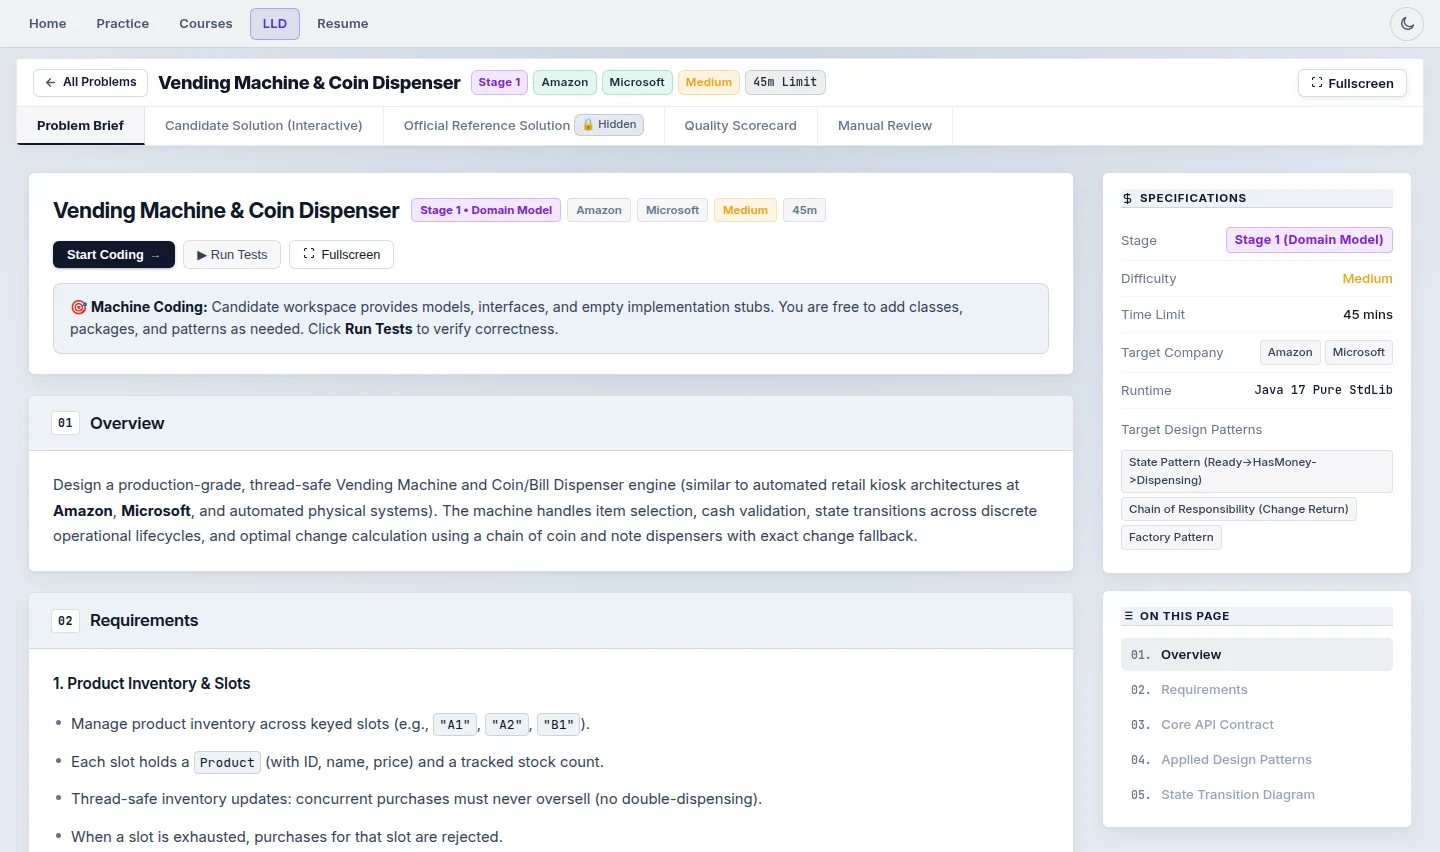 Home Practice Courses LLD Resume
← All Problems Vending Machine & Coin Dispenser Stage 1 Amazon Microsoft Medium 45m Limit Fullscreen
Problem Brief Candidate Solution (Interactive) Official Reference Solution 🔒 Hidden Quality Scorecard Manual Review
Vending Machine & Coin Dispenser Stage 1 • Domain Model Amazon Microsoft Medium 45m
Start Coding → ▶ Run Tests Fullscreen
🎯 Machine Coding: Candidate workspace provides models, interfaces, and empty implementation stubs. You are free to add classes,
packages, and patterns as needed. Click Run Tests to verify correctness.
01 Overview
Design a production-grade, thread-safe Vending Machine and Coin/Bill Dispenser engine (similar to automated retail kiosk architectures at
Amazon, Microsoft, and automated physical systems). The machine handles item selection, cash validation, state transitions across discrete
operational lifecycles, and optimal change calculation using a chain of coin and note dispensers with exact change fallback.
02 Requirements
1. Product Inventory & Slots
• Manage product inventory across keyed slots (e.g., "A1", "A2", "B1").
• Each slot holds a Product (with ID, name, price) and a tracked stock count.
• Thread-safe inventory updates: concurrent purchases must never oversell (no double-dispensing).
• When a slot is exhausted, purchases for that slot are rejected.
$ SPECIFICATIONS
Stage Stage 1 (Domain Model)
Difficulty Medium
Time Limit 45 mins
Target Company Amazon Microsoft
Runtime Java 17 Pure StdLib
Target Design Patterns
State Pattern (Ready->HasMoney-
>Dispensing)
Chain of Responsibility (Change Return)
Factory Pattern
☰ ON THIS PAGE
01. Overview
02. Requirements
03. Core API Contract
04. Applied Design Patterns
05. State Transition Diagram